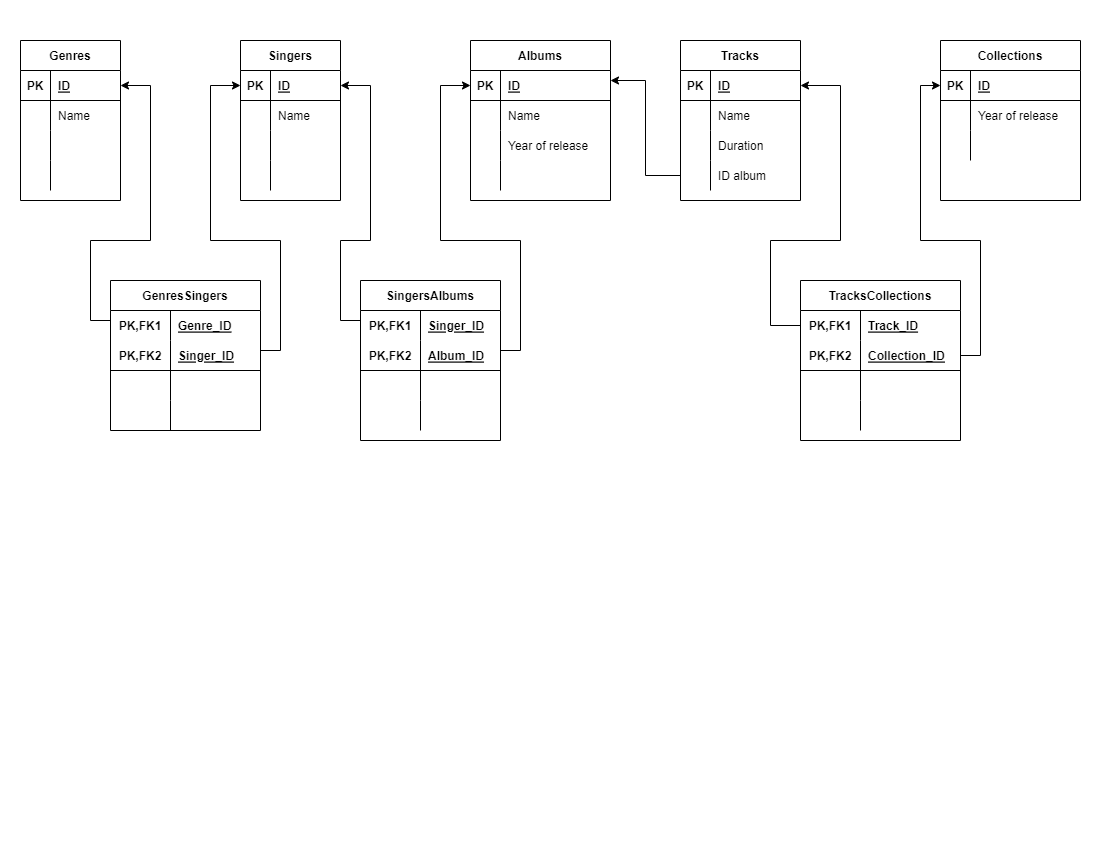 Genres
PK ID
Name
Singers
PK ID
Name
Albums
PK ID
Name
Year of release
Tracks
PK ID
Name
Duration
ID album
Collections
PK ID
Year of release
GenresSingers
PK,FK1 Genre_ID
PK,FK2 Singer_ID
SingersAlbums
PK,FK1 Singer_ID
PK,FK2 Album_ID
TracksCollections
PK,FK1 Track_ID
PK,FK2 Collection_ID